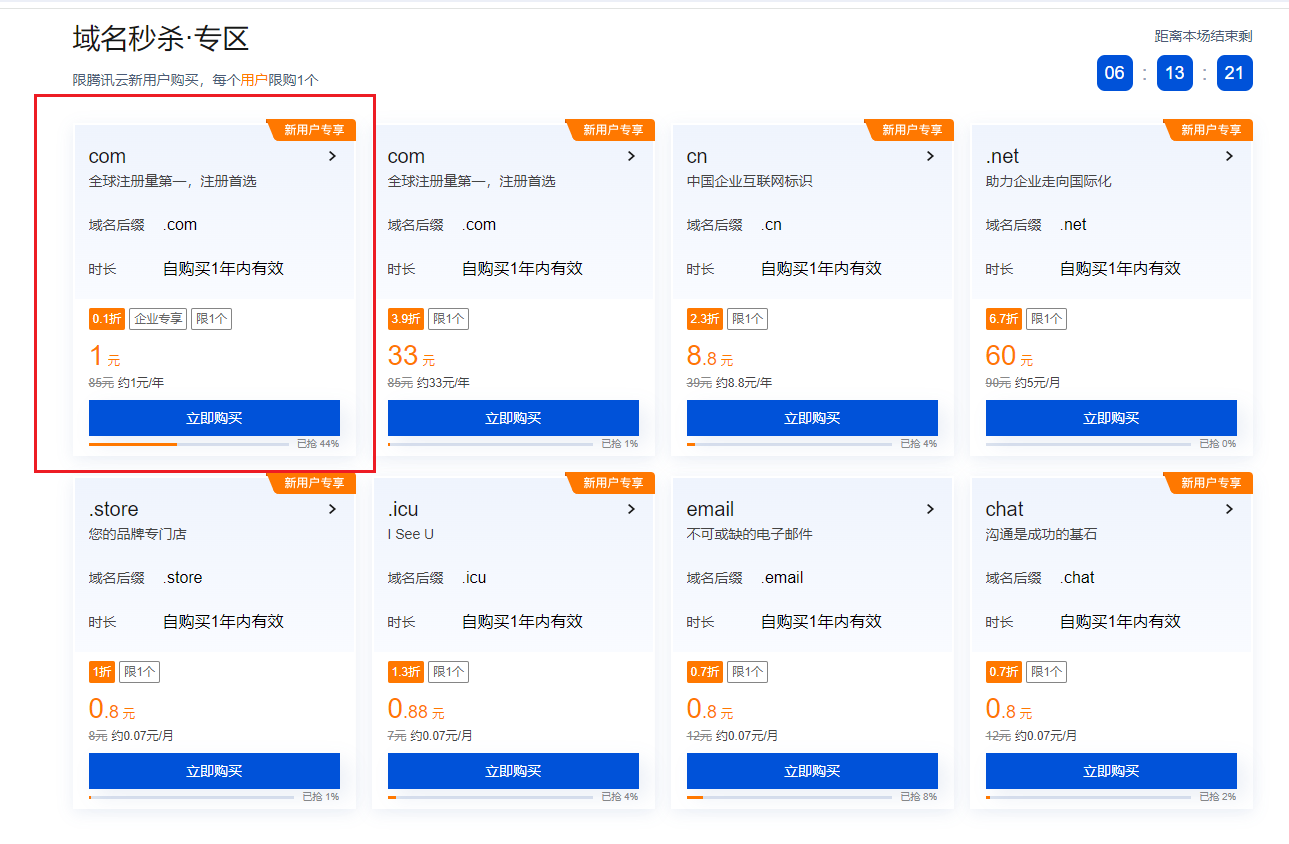 域名秒杀·专区
距离本场结束剩
限腾讯云新用户购买，每个用户限购1个
06 : 13 : 21
新用户专享
com
全球注册量第一，注册首选
域名后缀 .com
时长 自购买1年内有效
0.1折 企业专享 限1个
1 元
85元 约1元/年
立即购买
已抢 44%
新用户专享
com
全球注册量第一，注册首选
域名后缀 .com
时长 自购买1年内有效
3.9折 限1个
33 元
85元 约33元/年
立即购买
已抢 1%
新用户专享
cn
中国企业互联网标识
域名后缀 .cn
时长 自购买1年内有效
2.3折 限1个
8.8 元
39元 约8.8元/年
立即购买
已抢 4%
新用户专享
.net
助力企业走向国际化
域名后缀 .net
时长 自购买1年内有效
6.7折 限1个
60 元
90元 约5元/月
立即购买
已抢 0%
新用户专享
.store
您的品牌专门店
域名后缀 .store
时长 自购买1年内有效
1折 限1个
0.8 元
8元 约0.07元/月
立即购买
已抢 1%
新用户专享
.icu
I See U
域名后缀 .icu
时长 自购买1年内有效
1.3折 限1个
0.88 元
7元 约0.07元/月
立即购买
已抢 4%
email
不可或缺的电子邮件
域名后缀 .email
时长 自购买1年内有效
0.7折 限1个
0.8 元
12元 约0.07元/月
立即购买
已抢 8%
新用户专享
chat
沟通是成功的基石
域名后缀 .chat
时长 自购买1年内有效
0.7折 限1个
0.8 元
12元 约0.07元/月
立即购买
已抢 2%